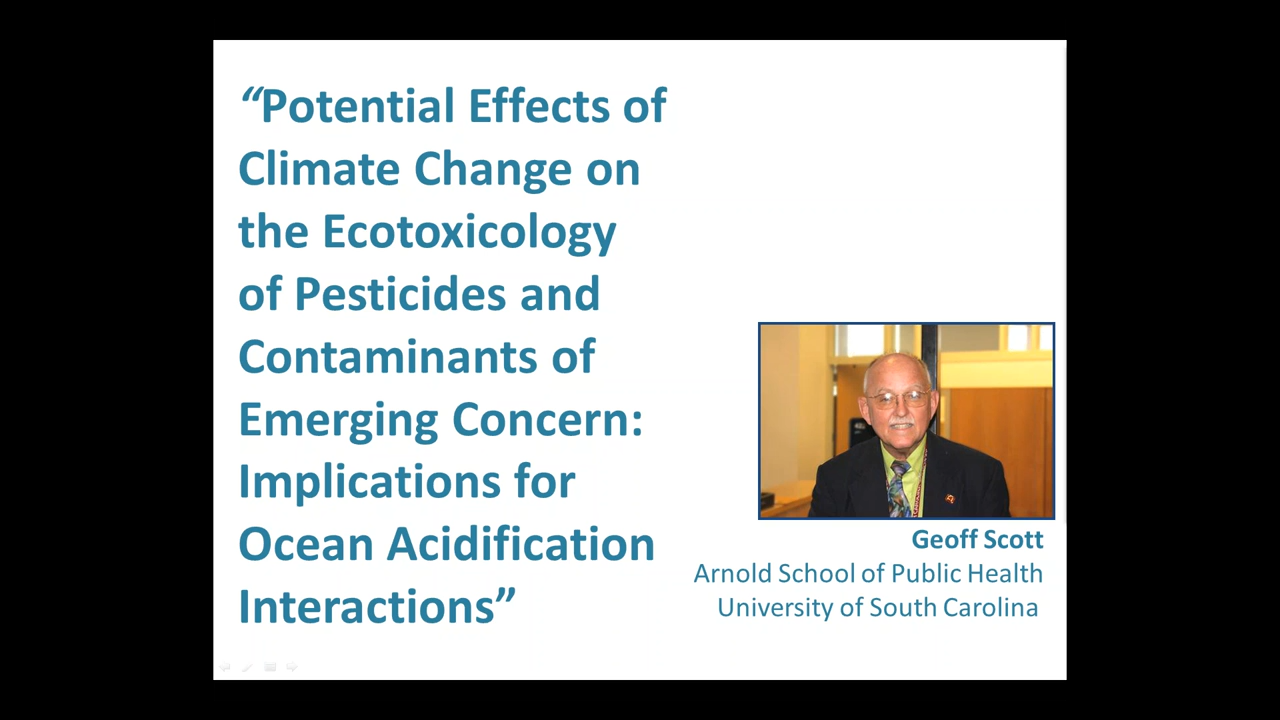 “Potential Effects of
Climate Change on
the Ecotoxicology
of Pesticides and
Contaminants of
Emerging Concern:
Implications for
Ocean Acidification
Interactions”
Geoff Scott
Arnold School of Public Health
University of South Carolina